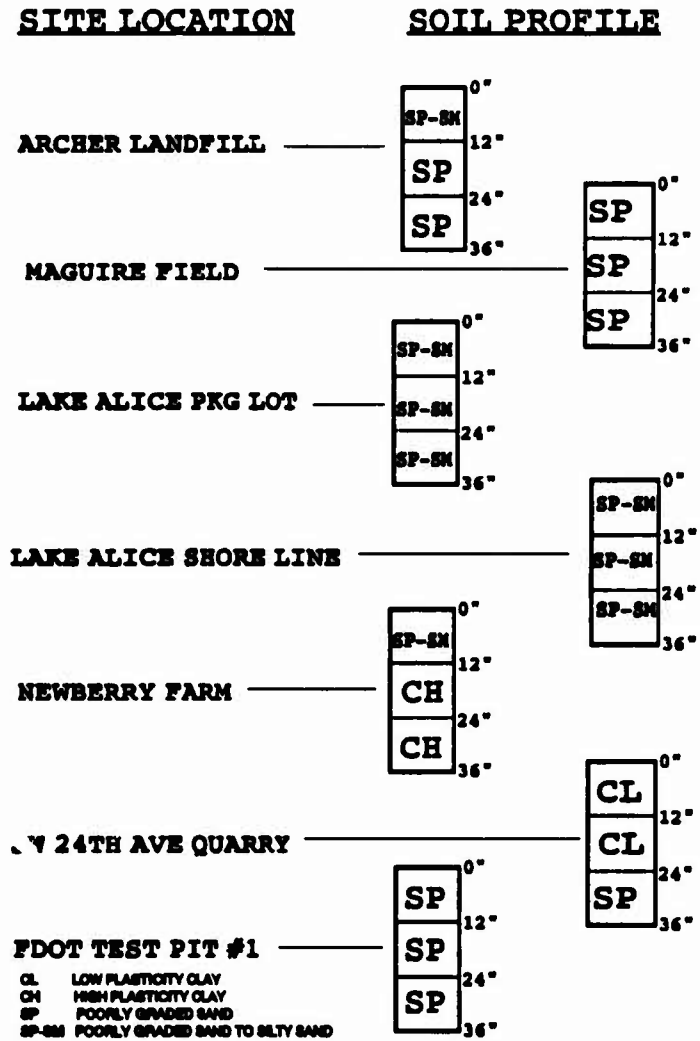 SITE LOCATION SOIL PROFILE
0"
SP-SM
ARCHER LANDFILL 12"
SP
24"
SP
36"
0"
SP
12"
MAGUIRE FIELD SP
24"
SP
36"
0"
SP-SM
12"
LAKE ALICE PKG LOT SP-SM
24"
SP-SM
36"
0"
SP-SM
12"
LAKE ALICE SHORE LINE SP-SM
24"
SP-SM
36"
0"
SP-SM
12"
NEWBERRY FARM CH
24"
CH
36"
0"
CL
12"
24TH AVE QUARRY CL
24"
SP
36"
0"
SP
12"
FDOT TEST PIT #1 SP
24"
SP
36"
CL LOW PLASTICITY CLAY
CH HIGH PLASTICITY CLAY
SP POORLY GRADED SAND
SP-SM POORLY GRADED SAND TO SILTY SAND